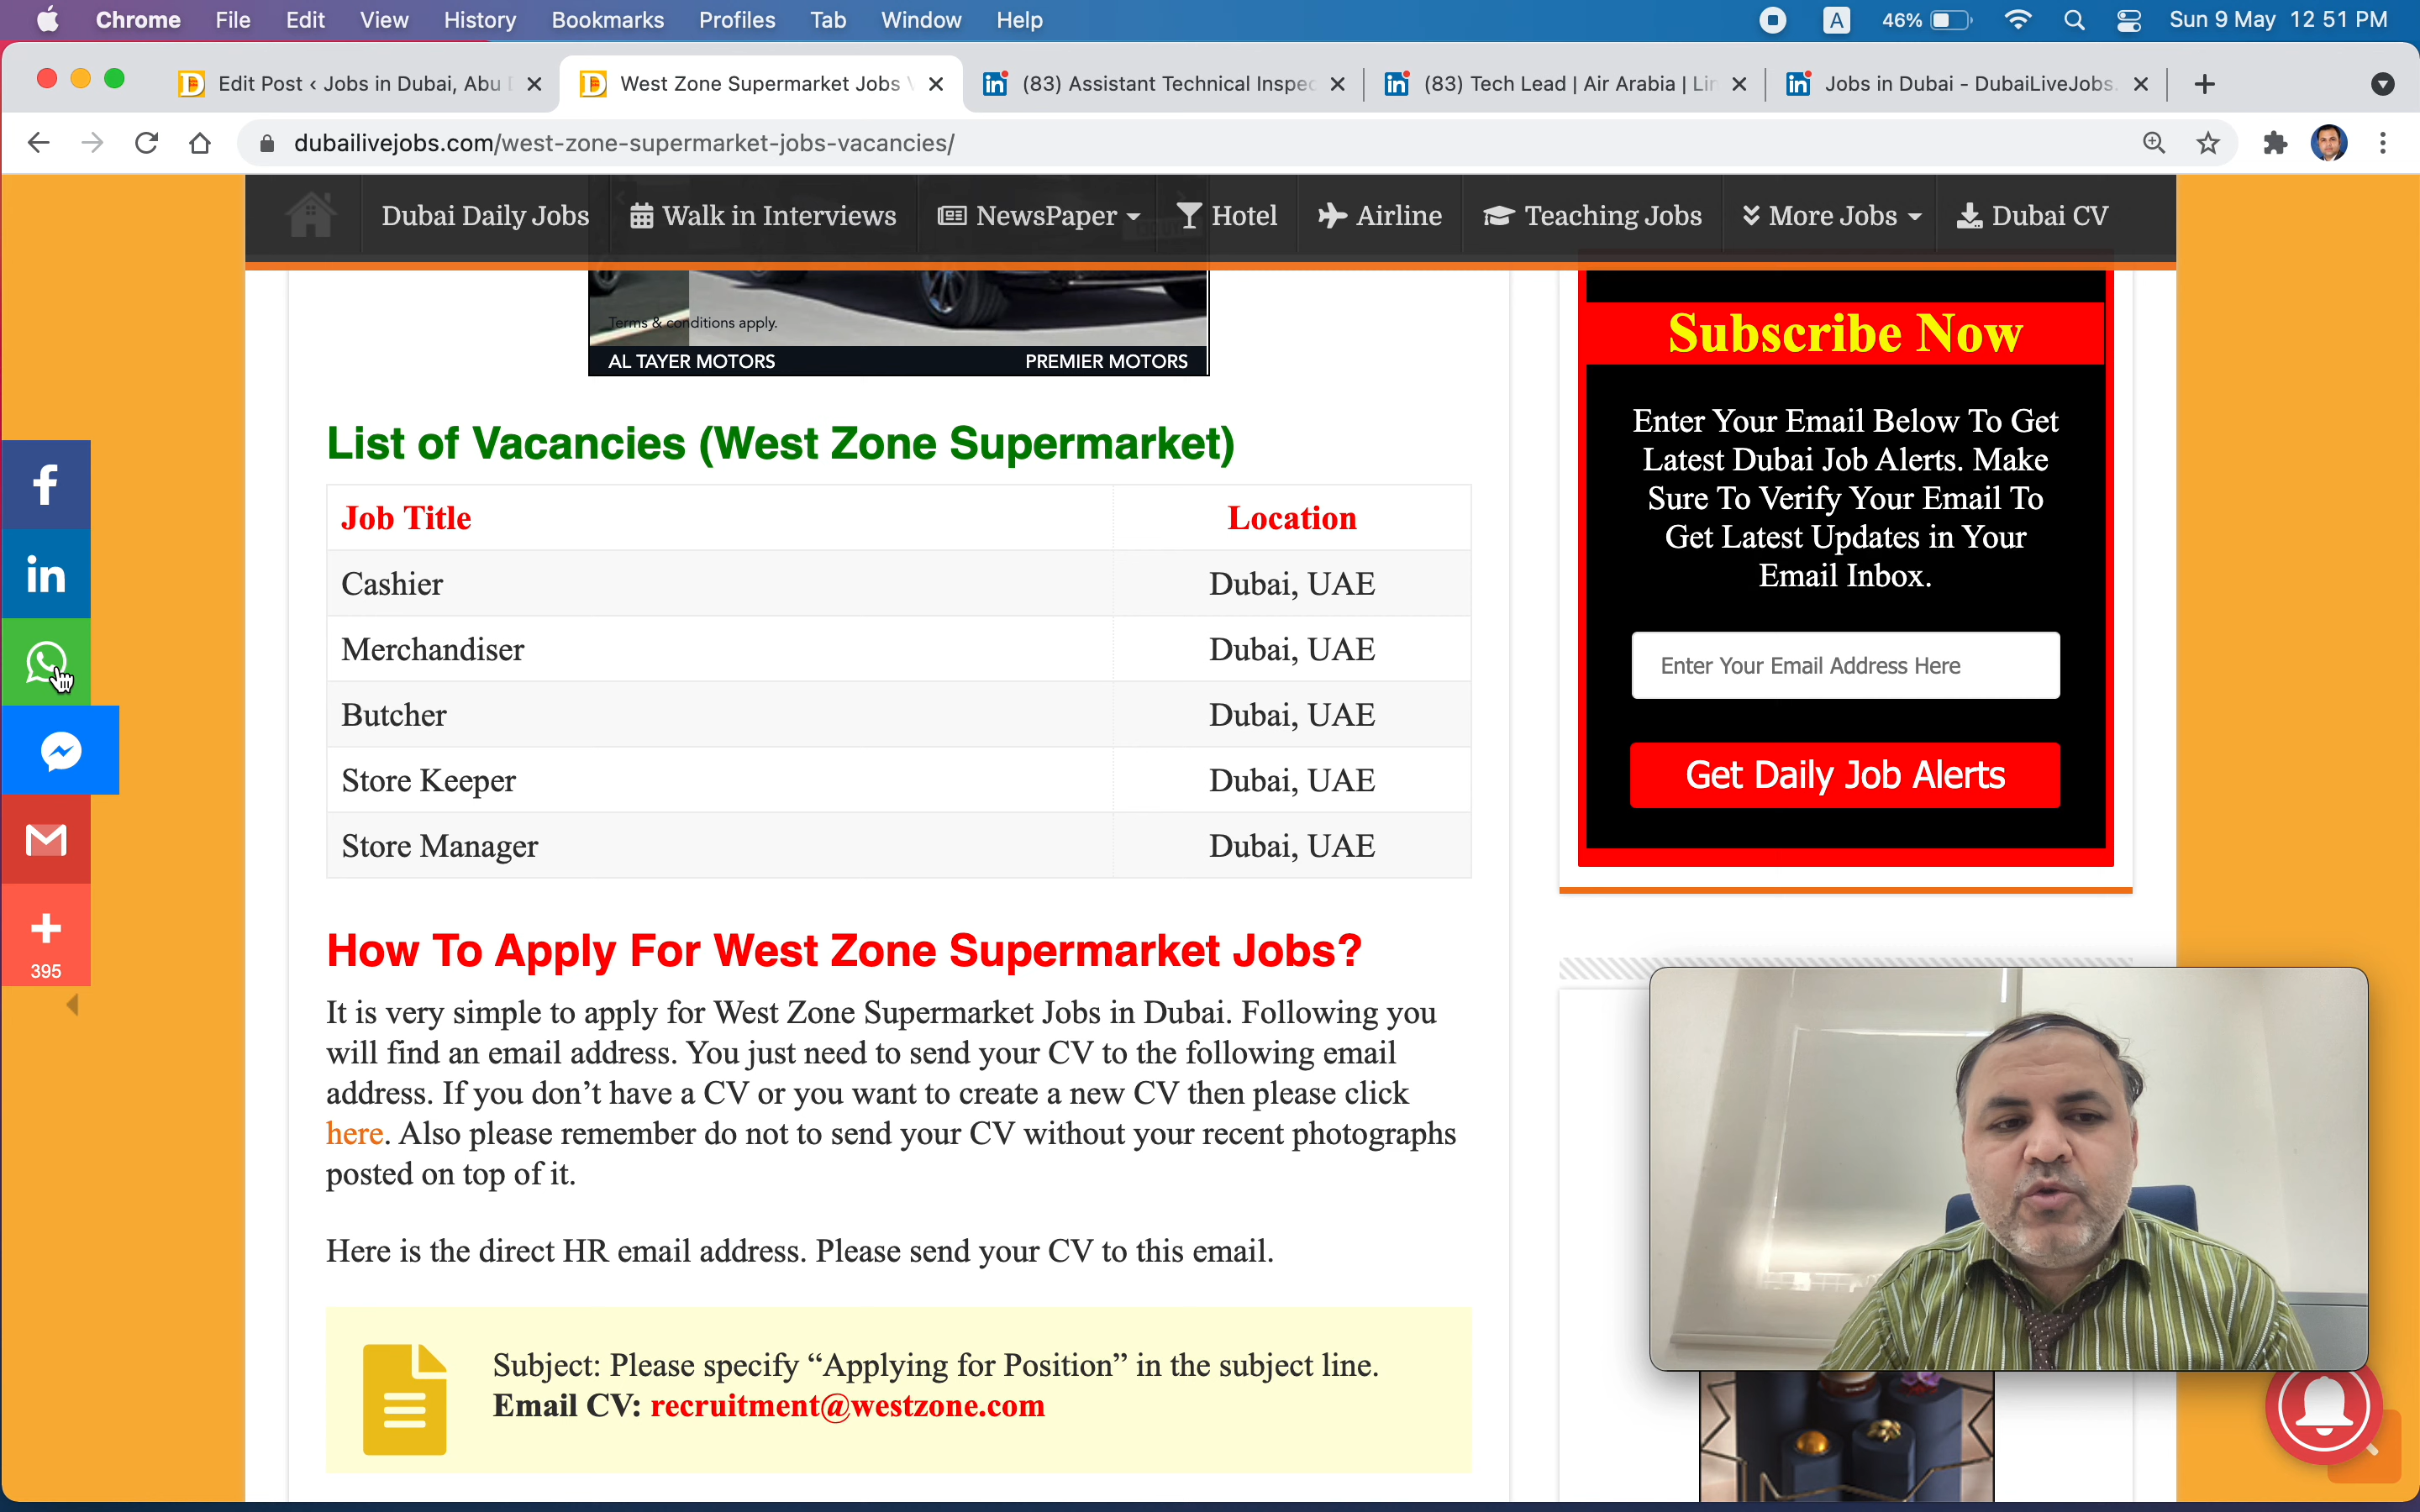 Chrome File Edit View History Bookmarks Profiles Tab Window Help A 46% Sun 9 May 12 51 PM
Edit Post ‹ Jobs in Dubai, Abu West Zone Supermarket Jobs (83) Assistant Technical Inspec (83) Tech Lead | Air Arabia | Lin Jobs in Dubai - DubaiLiveJobs.
dubailivejobs.com/west-zone-supermarket-jobs-vacancies/
Dubai Daily Jobs Walk in Interviews NewsPaper Hotel Airline Teaching Jobs More Jobs Dubai CV
Terms & conditions apply.
AL TAYER MOTORS PREMIER MOTORS
List of Vacancies (West Zone Supermarket)
Job Title Location
Cashier Dubai, UAE
Merchandiser Dubai, UAE
Butcher Dubai, UAE
Store Keeper Dubai, UAE
Store Manager Dubai, UAE
How To Apply For West Zone Supermarket Jobs?
It is very simple to apply for West Zone Supermarket Jobs in Dubai. Following you
will find an email address. You just need to send your CV to the following email
address. If you don’t have a CV or you want to create a new CV then please click
here. Also please remember do not to send your CV without your recent photographs
posted on top of it.
Here is the direct HR email address. Please send your CV to this email.
Subject: Please specify “Applying for Position” in the subject line.
Email CV: recruitment@westzone.com
Subscribe Now
Enter Your Email Below To Get
Latest Dubai Job Alerts. Make
Sure To Verify Your Email To
Get Latest Updates in Your
Email Inbox.
Enter Your Email Address Here
Get Daily Job Alerts
f
in
395